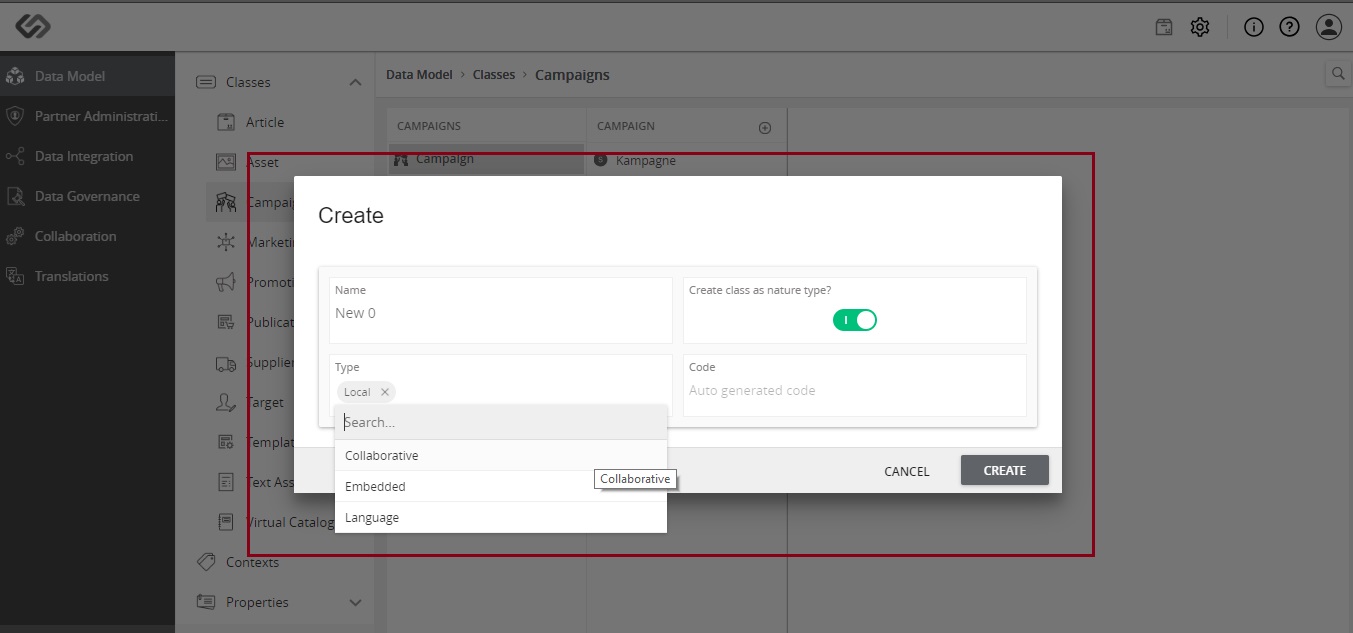 Data Model
Partner Administrati...
Data Integration
Data Governance
Collaboration
Translations
Classes
Article
Asset
Campaig
Marketi
Promoti
Publicat
Supplier
Target
Templat
Text Ass
Virtual Catalog
Contexts
Properties
Data Model › Classes › Campaigns
CAMPAIGNS
Campaign
CAMPAIGN
S Kampagne
Create
Name
New 0
Create class as nature type?
Type
Local
Code
Auto generated code
Search...
Collaborative
Embedded
Language
Collaborative
CANCEL
CREATE